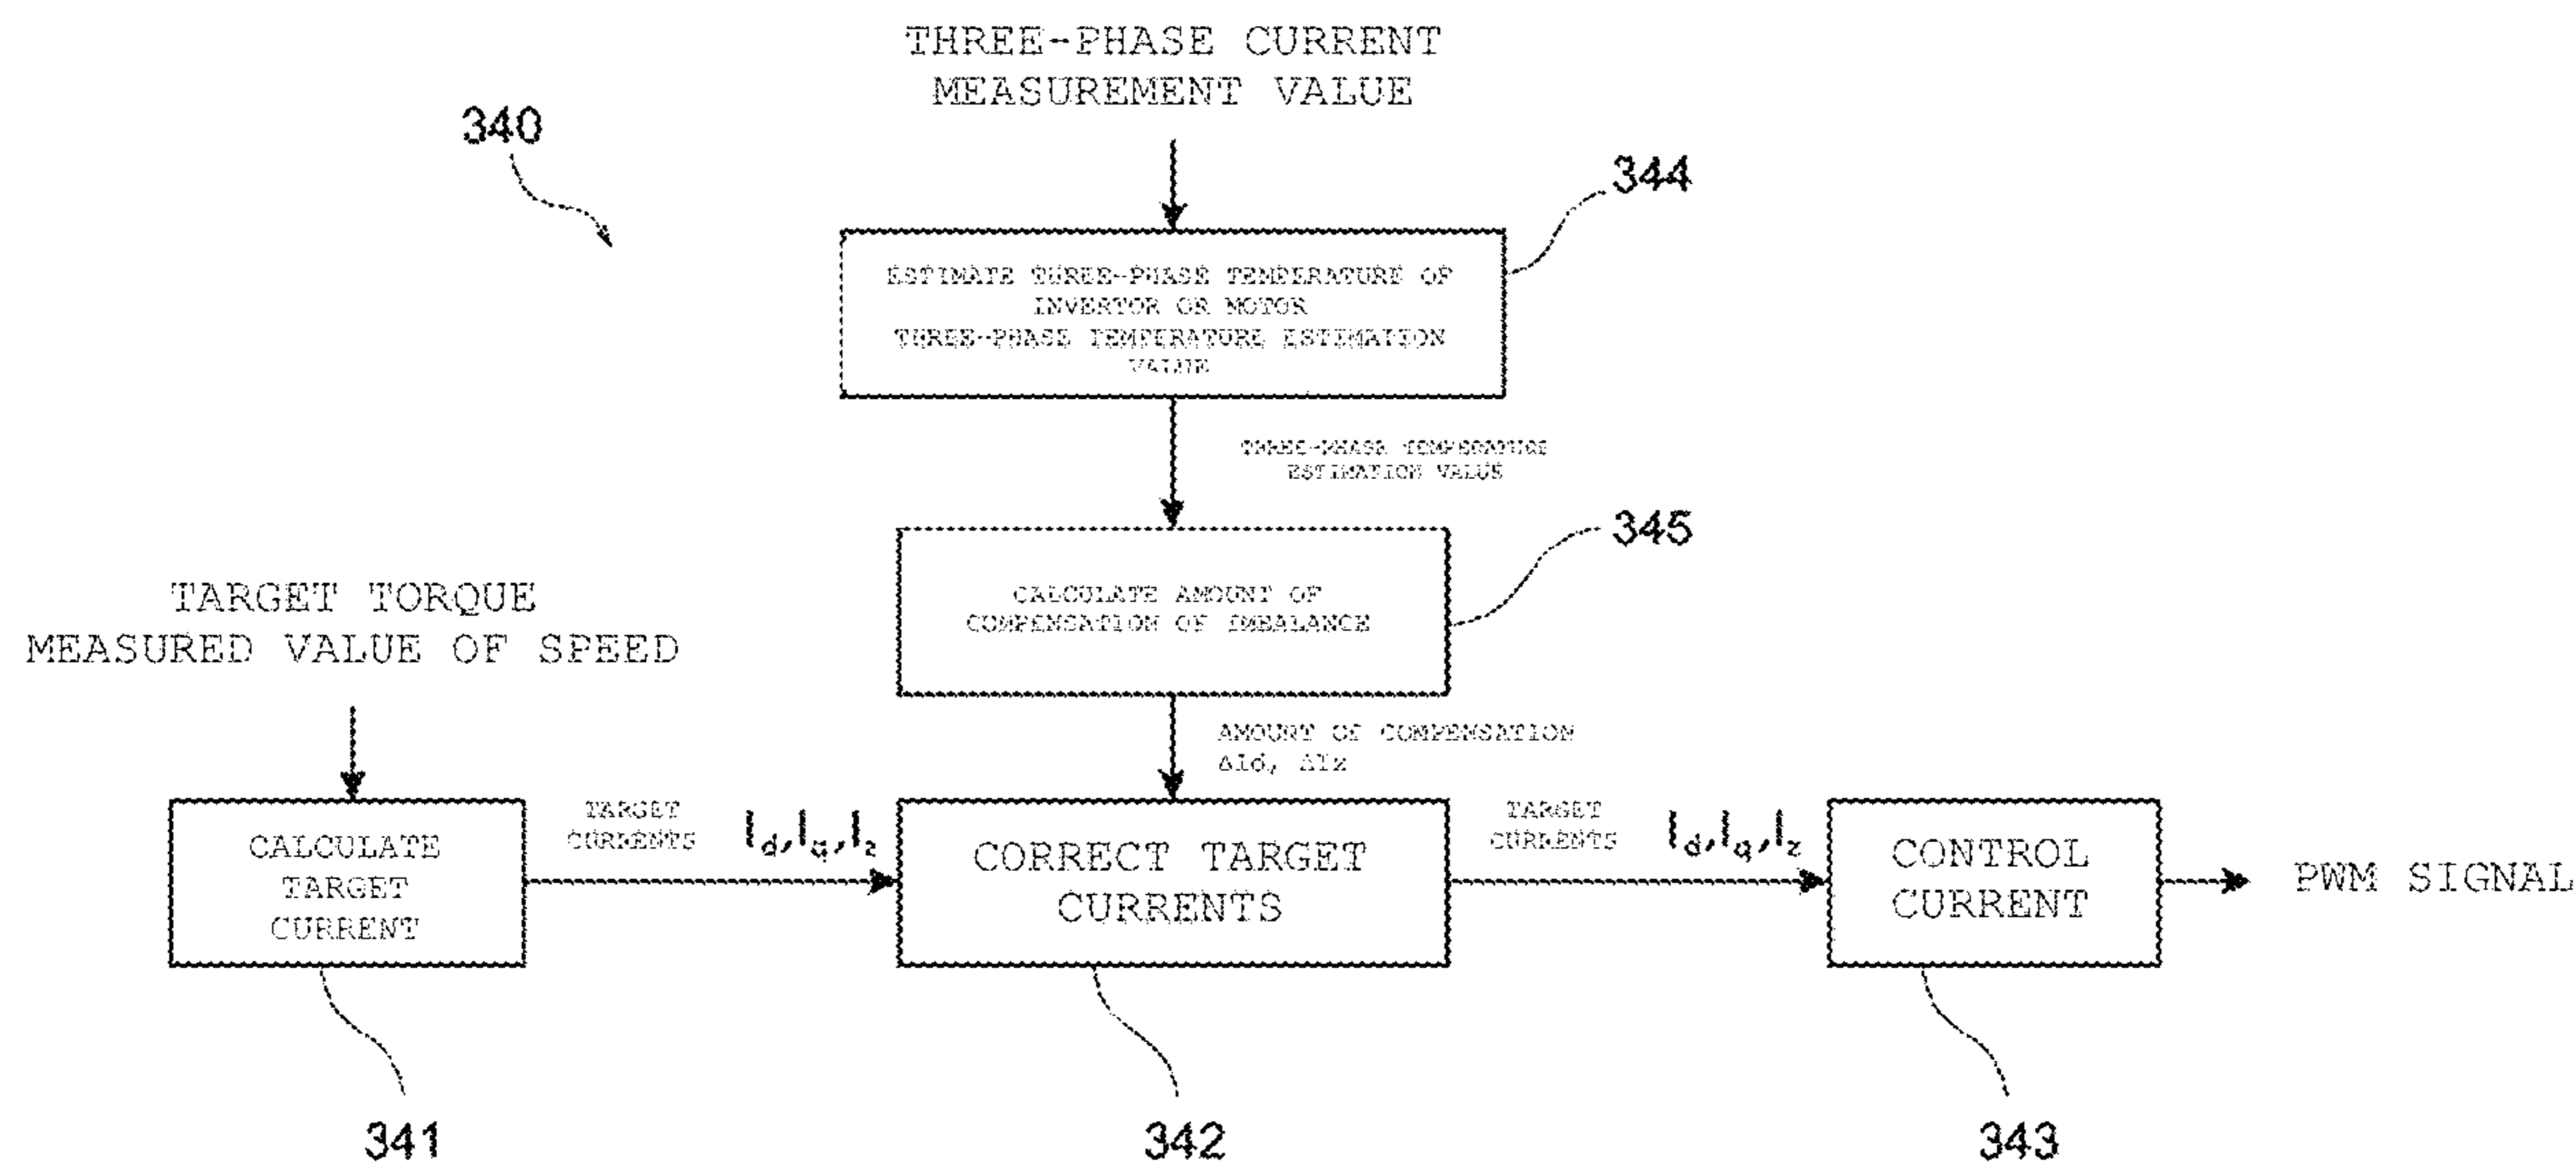 THREE-PHASE CURRENT
MEASUREMENT VALUE
340
344
ESTIMATE THREE-PHASE TEMPERATURE OF
INVERTOR OR MOTOR
THREE-PHASE TEMPERATURE ESTIMATION
VALUE
THREE-PHASE TEMPERATURE
ESTIMATION VALUE
345
CALCULATE AMOUNT OF
COMPENSATION OF IMBALANCE
TARGET TORQUE
MEASURED VALUE OF SPEED
AMOUNT OF COMPENSATION
ΔId, ΔIz
CALCULATE
TARGET
CURRENT
TARGET
CURRENTS
Id,Iq,Iz
CORRECT TARGET
CURRENTS
TARGET
CURRENTS
Id,Iq,Iz
CONTROL
CURRENT
PWM SIGNAL
341
342
343